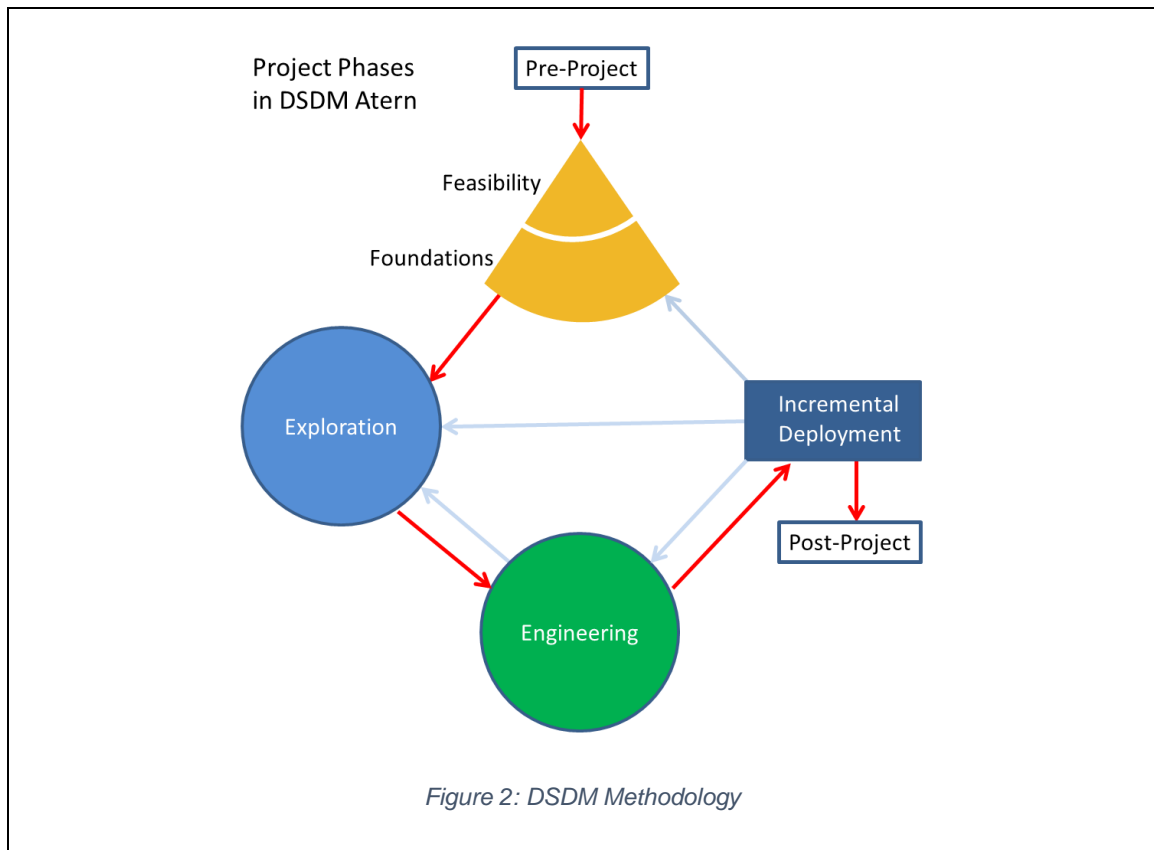 Project Phases
in DSDM Atern
Pre-Project
Feasibility
Foundations
Exploration
Incremental
Deployment
Post-Project
Engineering
Figure 2: DSDM Methodology